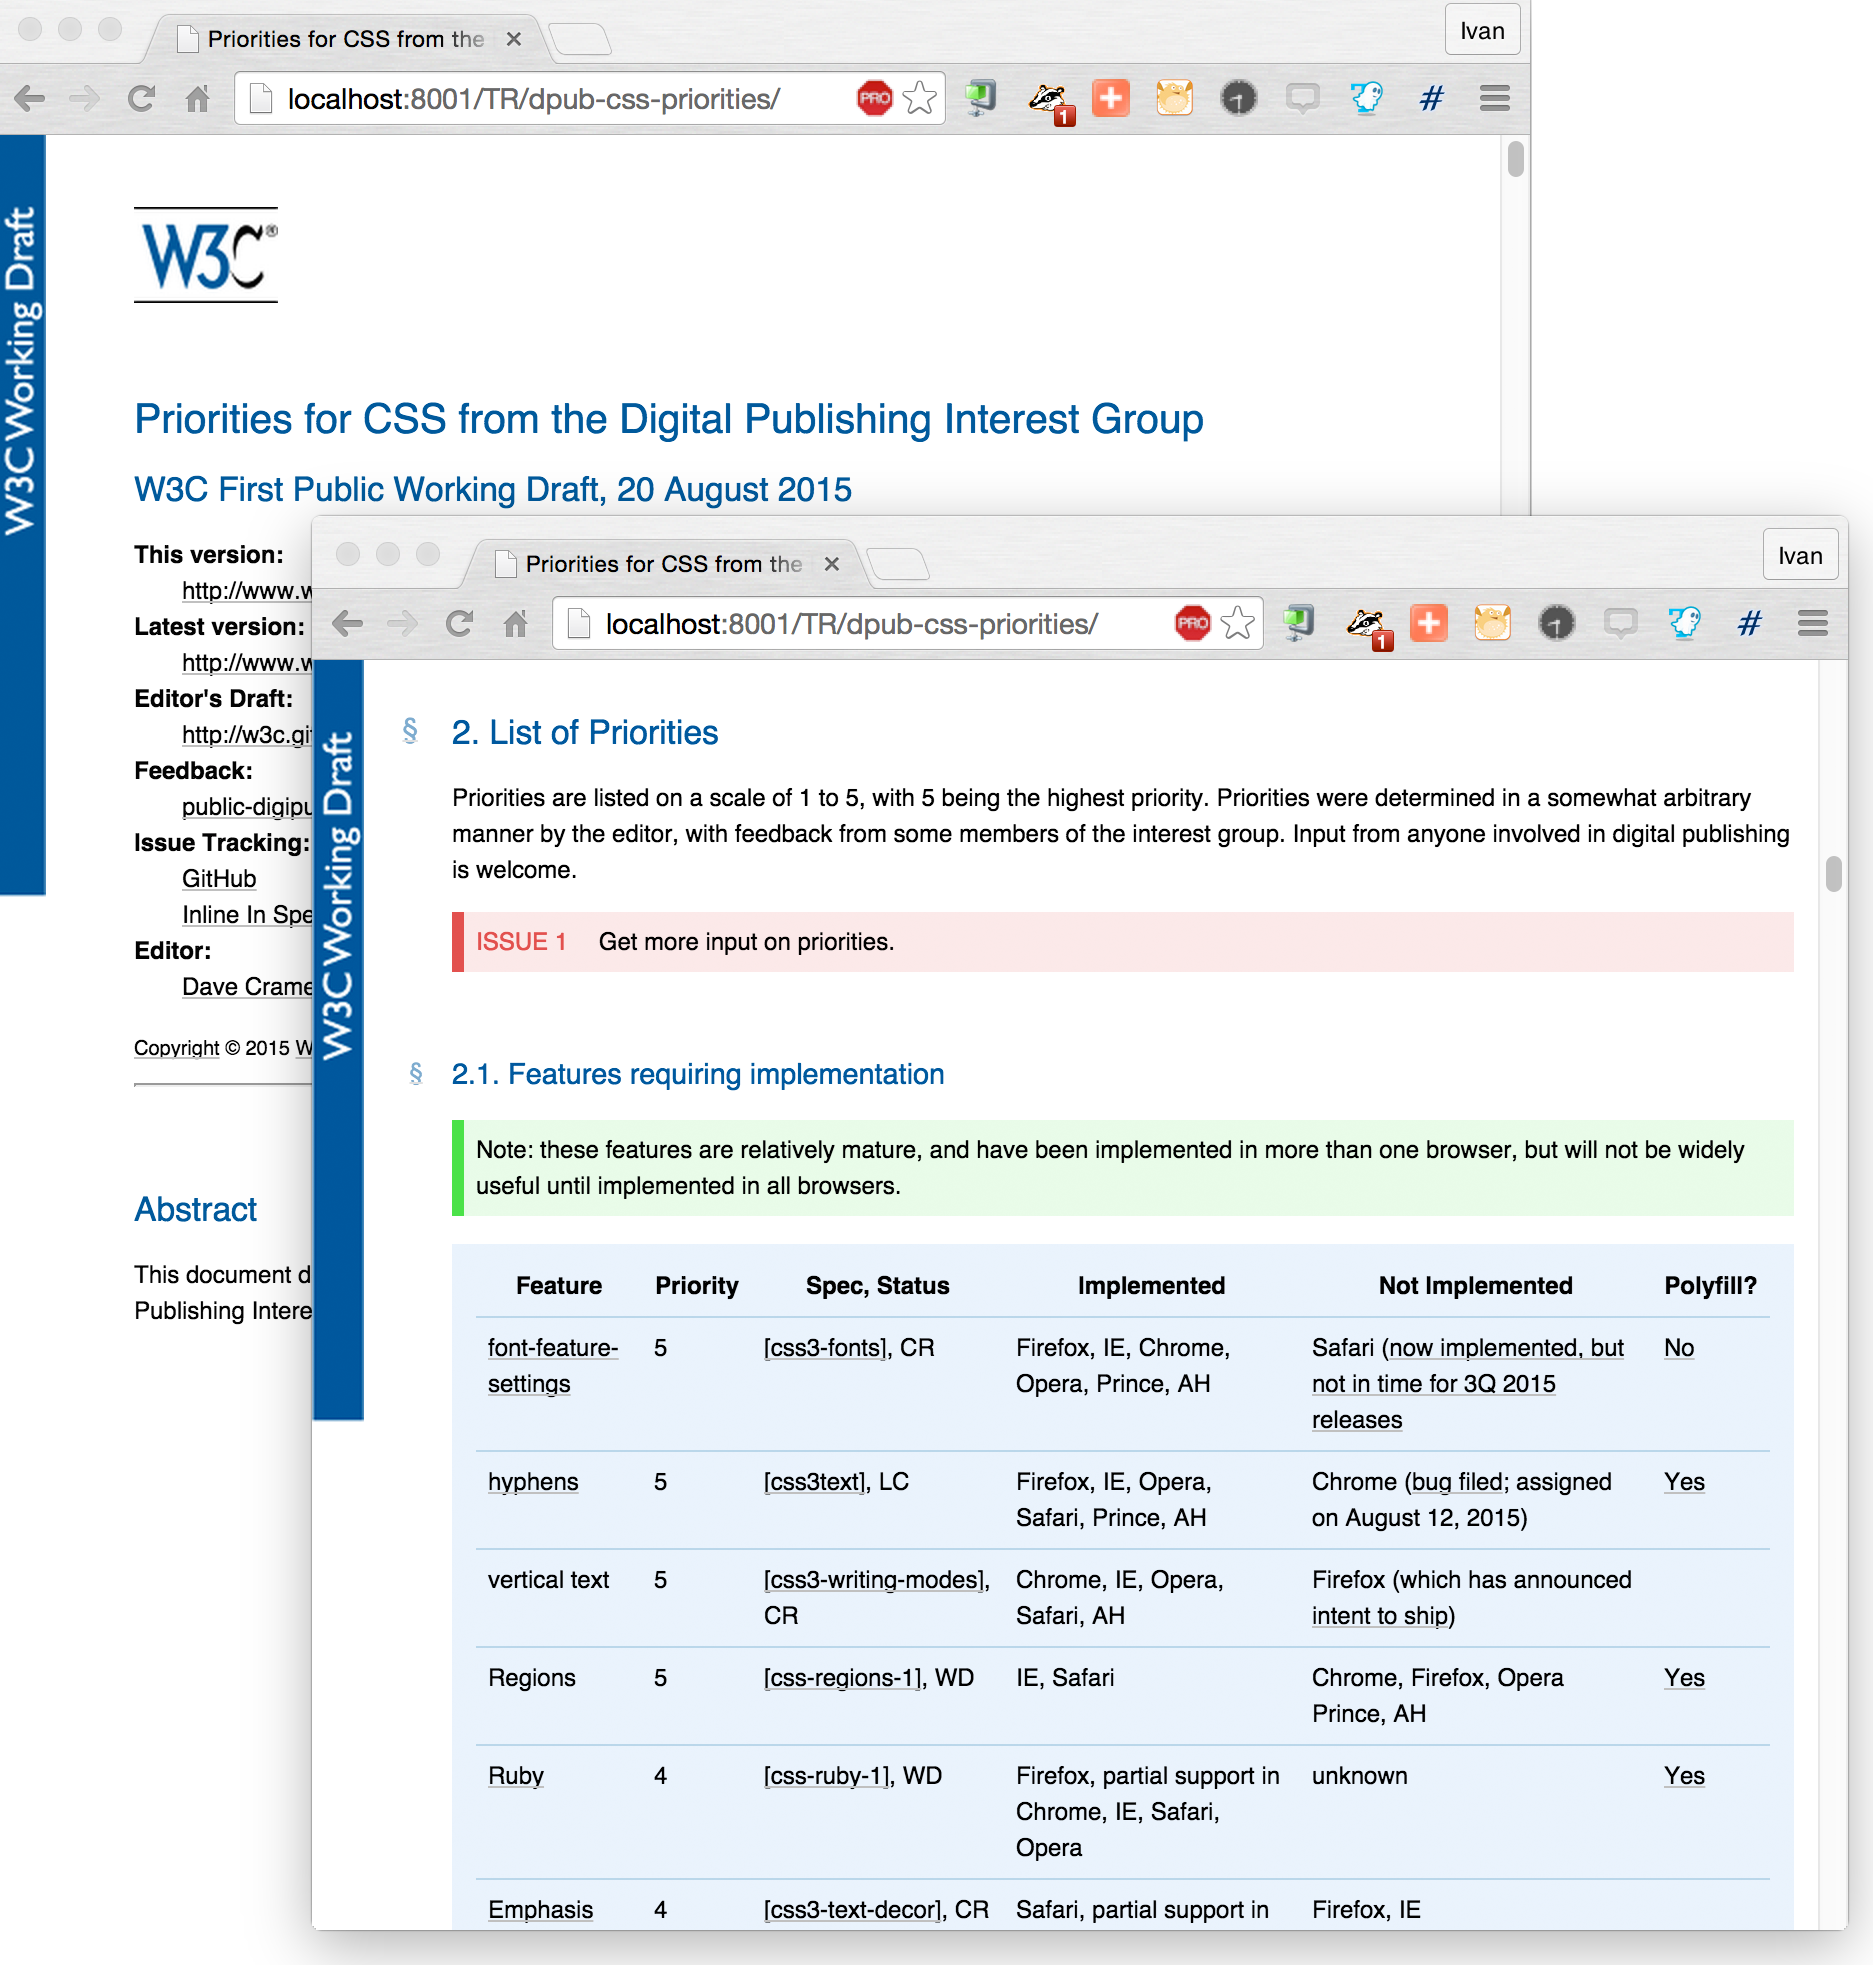 Priorities for CSS from the
Ivan
localhost:8001/TR/dpub-css-priorities/
PRO
1
#
W3C Working Draft
W3C®
Priorities for CSS from the Digital Publishing Interest Group
W3C First Public Working Draft, 20 August 2015
This version:
http://www.w
Latest version:
http://www.w
Editor's Draft:
http://w3c.gi
Feedback:
public-digipu
Issue Tracking:
GitHub
Inline In Spe
Editor:
Dave Crame
Copyright © 2015 W
Abstract
This document d
Publishing Intere
Priorities for CSS from the
Ivan
localhost:8001/TR/dpub-css-priorities/
PRO
1
#
W3C Working Draft
§ 2. List of Priorities
Priorities are listed on a scale of 1 to 5, with 5 being the highest priority. Priorities were determined in a somewhat arbitrary
manner by the editor, with feedback from some members of the interest group. Input from anyone involved in digital publishing
is welcome.
ISSUE 1 Get more input on priorities.
§ 2.1. Features requiring implementation
Note: these features are relatively mature, and have been implemented in more than one browser, but will not be widely
useful until implemented in all browsers.
Feature Priority Spec, Status Implemented Not Implemented Polyfill?
font-feature- 5 [css3-fonts], CR Firefox, IE, Chrome, Safari (now implemented, but No
settings Opera, Prince, AH not in time for 3Q 2015
releases
hyphens 5 [css3text], LC Firefox, IE, Opera, Chrome (bug filed; assigned Yes
Safari, Prince, AH on August 12, 2015)
vertical text 5 [css3-writing-modes], Chrome, IE, Opera, Firefox (which has announced
CR Safari, AH intent to ship)
Regions 5 [css-regions-1], WD IE, Safari Chrome, Firefox, Opera Yes
Prince, AH
Ruby 4 [css-ruby-1], WD Firefox, partial support in unknown Yes
Chrome, IE, Safari,
Opera
Emphasis 4 [css3-text-decor], CR Safari, partial support in Firefox, IE